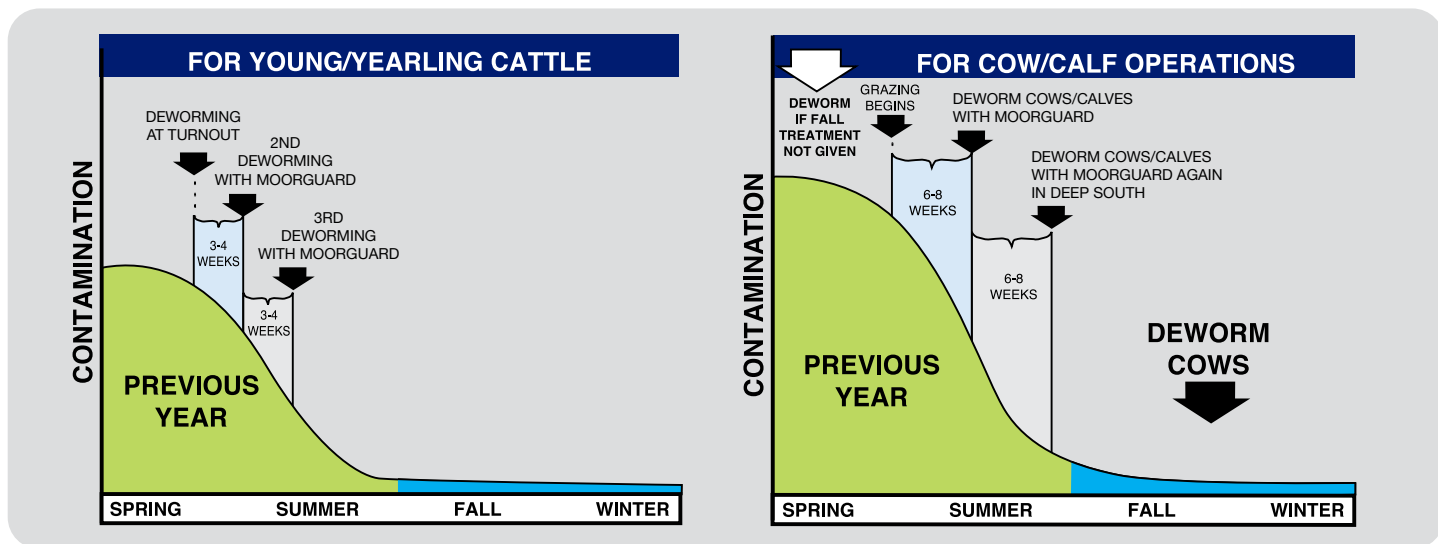 FOR YOUNG/YEARLING CATTLE
DEWORMING
AT TURNOUT
2ND
DEWORMING
WITH MOORGUARD
3RD
DEWORMING
WITH MOORGUARD
3-4
WEEKS
3-4
WEEKS
CONTAMINATION
PREVIOUS
YEAR
SPRING
SUMMER
FALL
WINTER
FOR COW/CALF OPERATIONS
DEWORM
IF FALL
TREATMENT
NOT GIVEN
GRAZING
BEGINS
DEWORM COWS/CALVES
WITH MOORGUARD
DEWORM COWS/CALVES
WITH MOORGUARD AGAIN
IN DEEP SOUTH
6-8
WEEKS
6-8
WEEKS
CONTAMINATION
PREVIOUS
YEAR
DEWORM
COWS
SPRING
SUMMER
FALL
WINTER